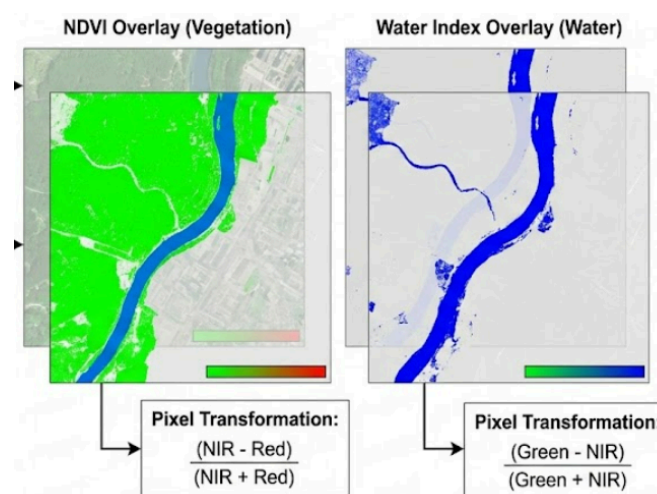 NDVI Overlay (Vegetation)
Water Index Overlay (Water)
Pixel Transformation:
(NIR - Red)
(NIR + Red)
Pixel Transformation:
(Green - NIR)
(Green + NIR)